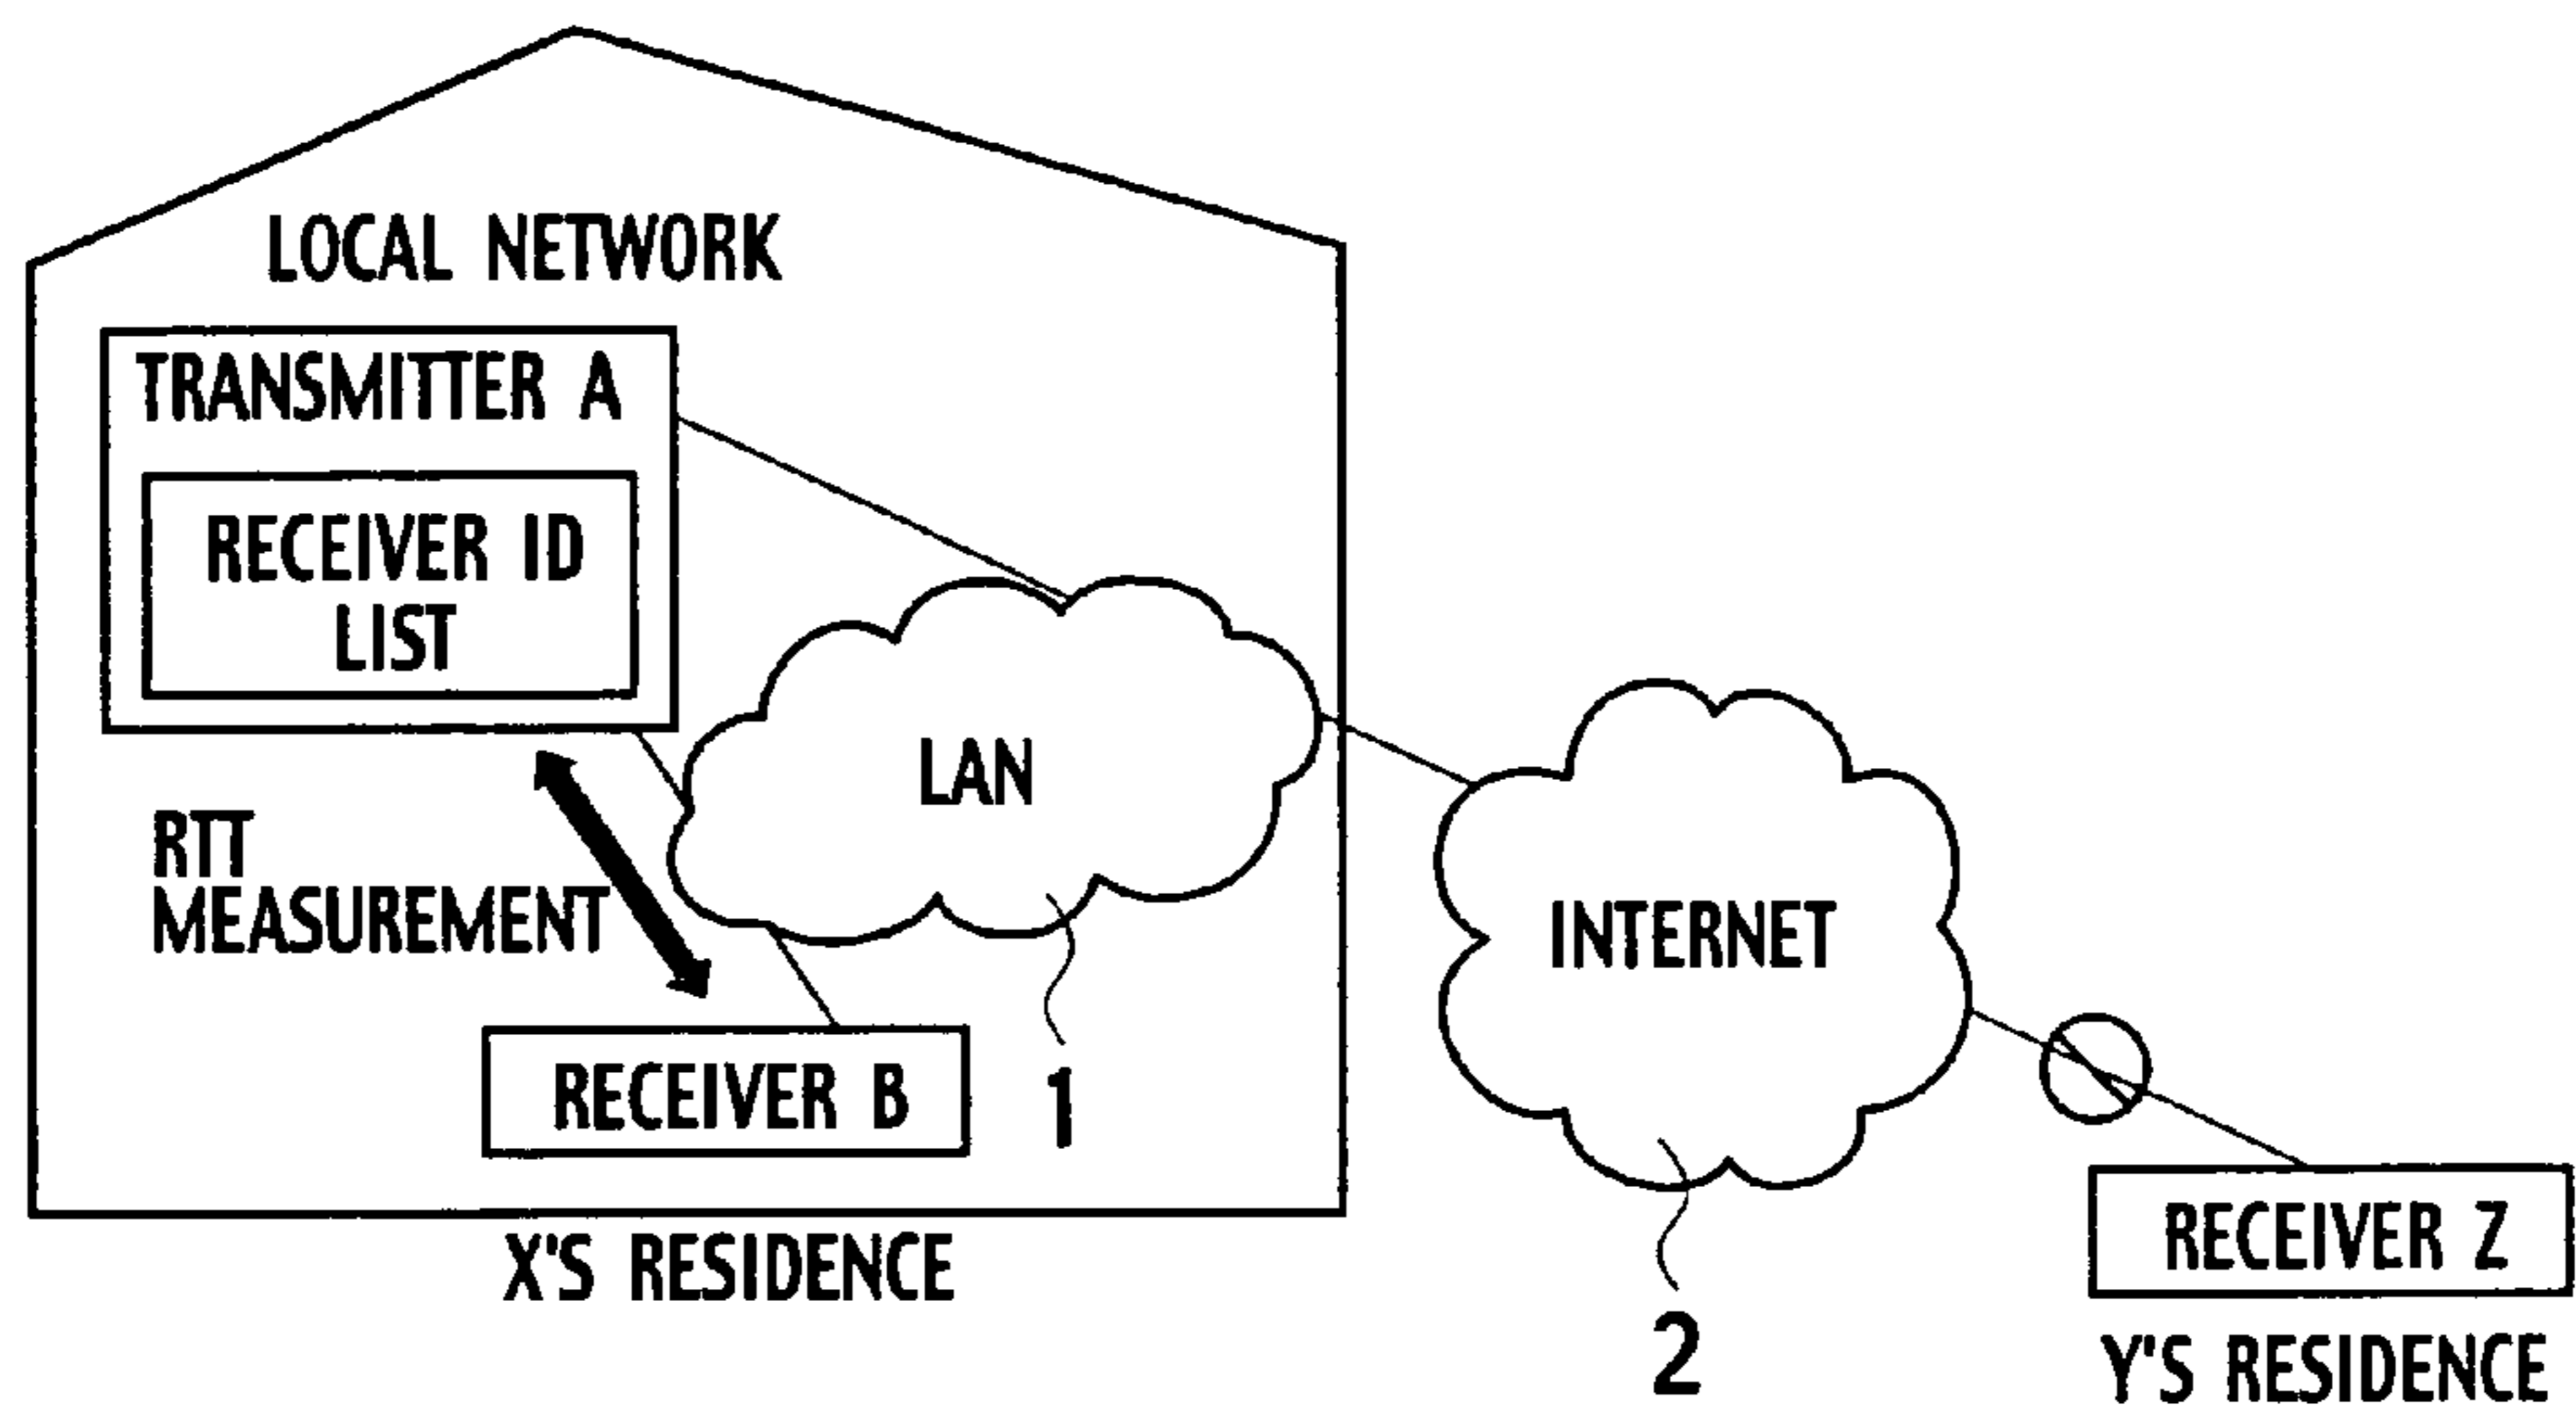 LOCAL NETWORK
TRANSMITTER A
RECEIVER ID
LIST
RTT
MEASUREMENT
LAN
1
RECEIVER B
X'S RESIDENCE
INTERNET
2
RECEIVER Z
Y'S RESIDENCE